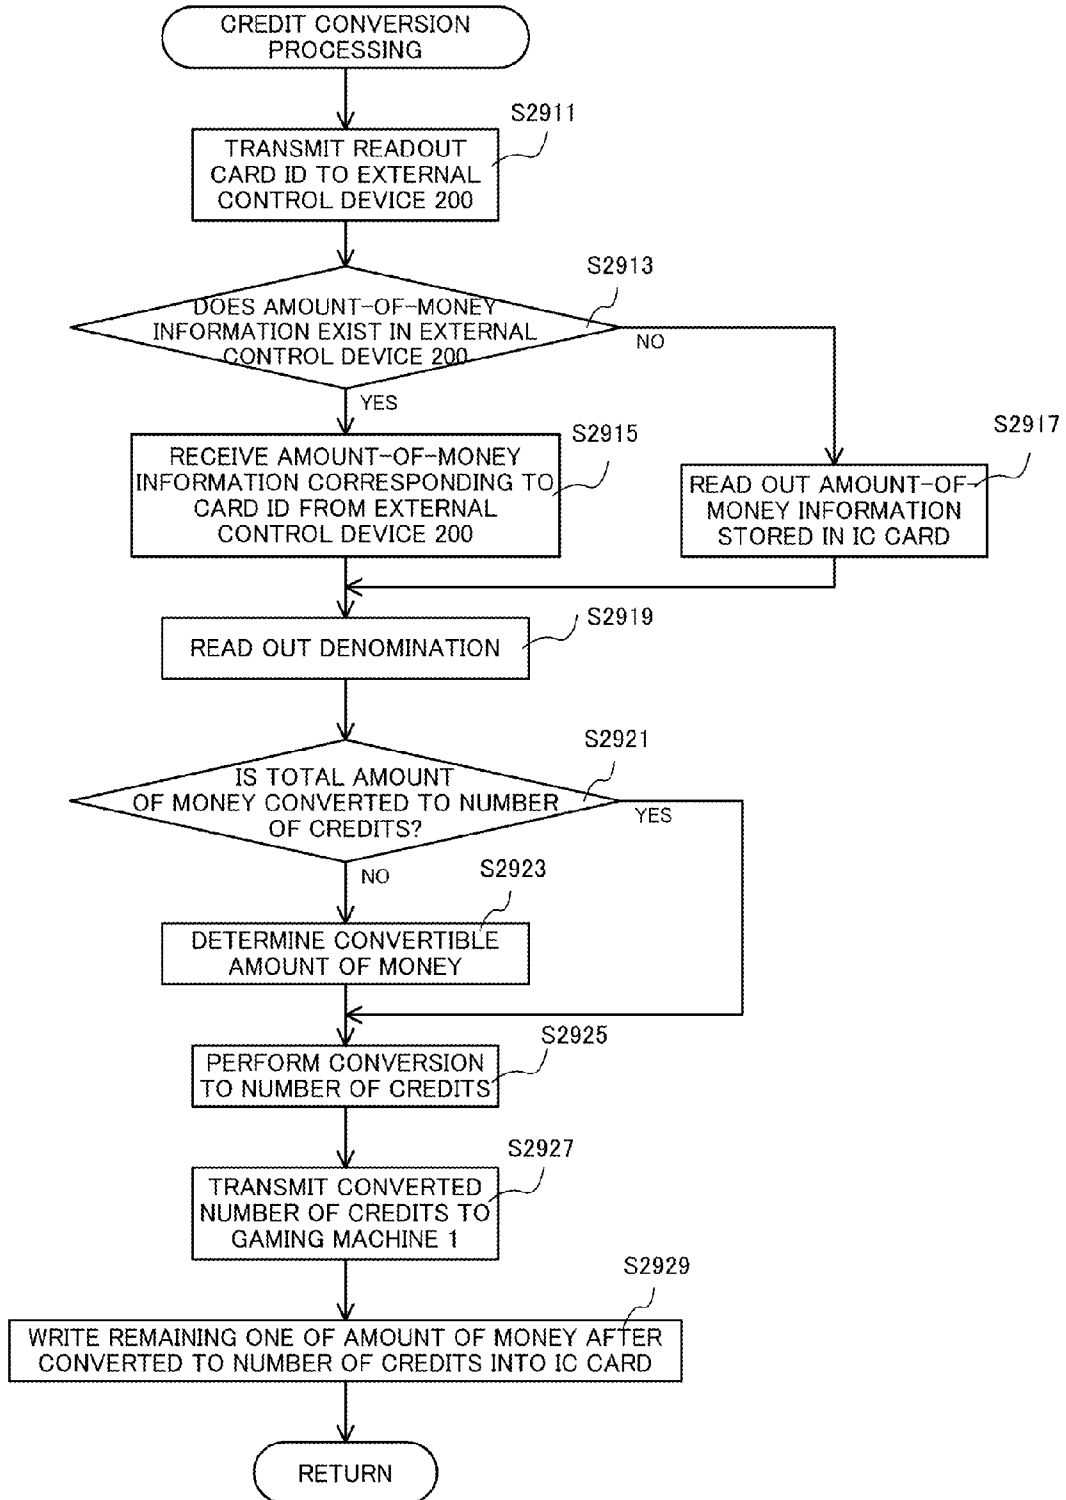 CREDIT CONVERSION
PROCESSING
S2911
TRANSMIT READOUT
CARD ID TO EXTERNAL
CONTROL DEVICE 200
S2913
DOES AMOUNT-OF-MONEY
INFORMATION EXIST IN EXTERNAL
CONTROL DEVICE 200
NO
YES
S2915
RECEIVE AMOUNT-OF-MONEY
INFORMATION CORRESPONDING TO
CARD ID FROM EXTERNAL
CONTROL DEVICE 200
S2917
READ OUT AMOUNT-OF-
MONEY INFORMATION
STORED IN IC CARD
S2919
READ OUT DENOMINATION
S2921
IS TOTAL AMOUNT
OF MONEY CONVERTED TO NUMBER
OF CREDITS?
YES
NO
S2923
DETERMINE CONVERTIBLE
AMOUNT OF MONEY
S2925
PERFORM CONVERSION
TO NUMBER OF CREDITS
S2927
TRANSMIT CONVERTED
NUMBER OF CREDITS TO
GAMING MACHINE 1
S2929
WRITE REMAINING ONE OF AMOUNT OF MONEY AFTER
CONVERTED TO NUMBER OF CREDITS INTO IC CARD
RETURN